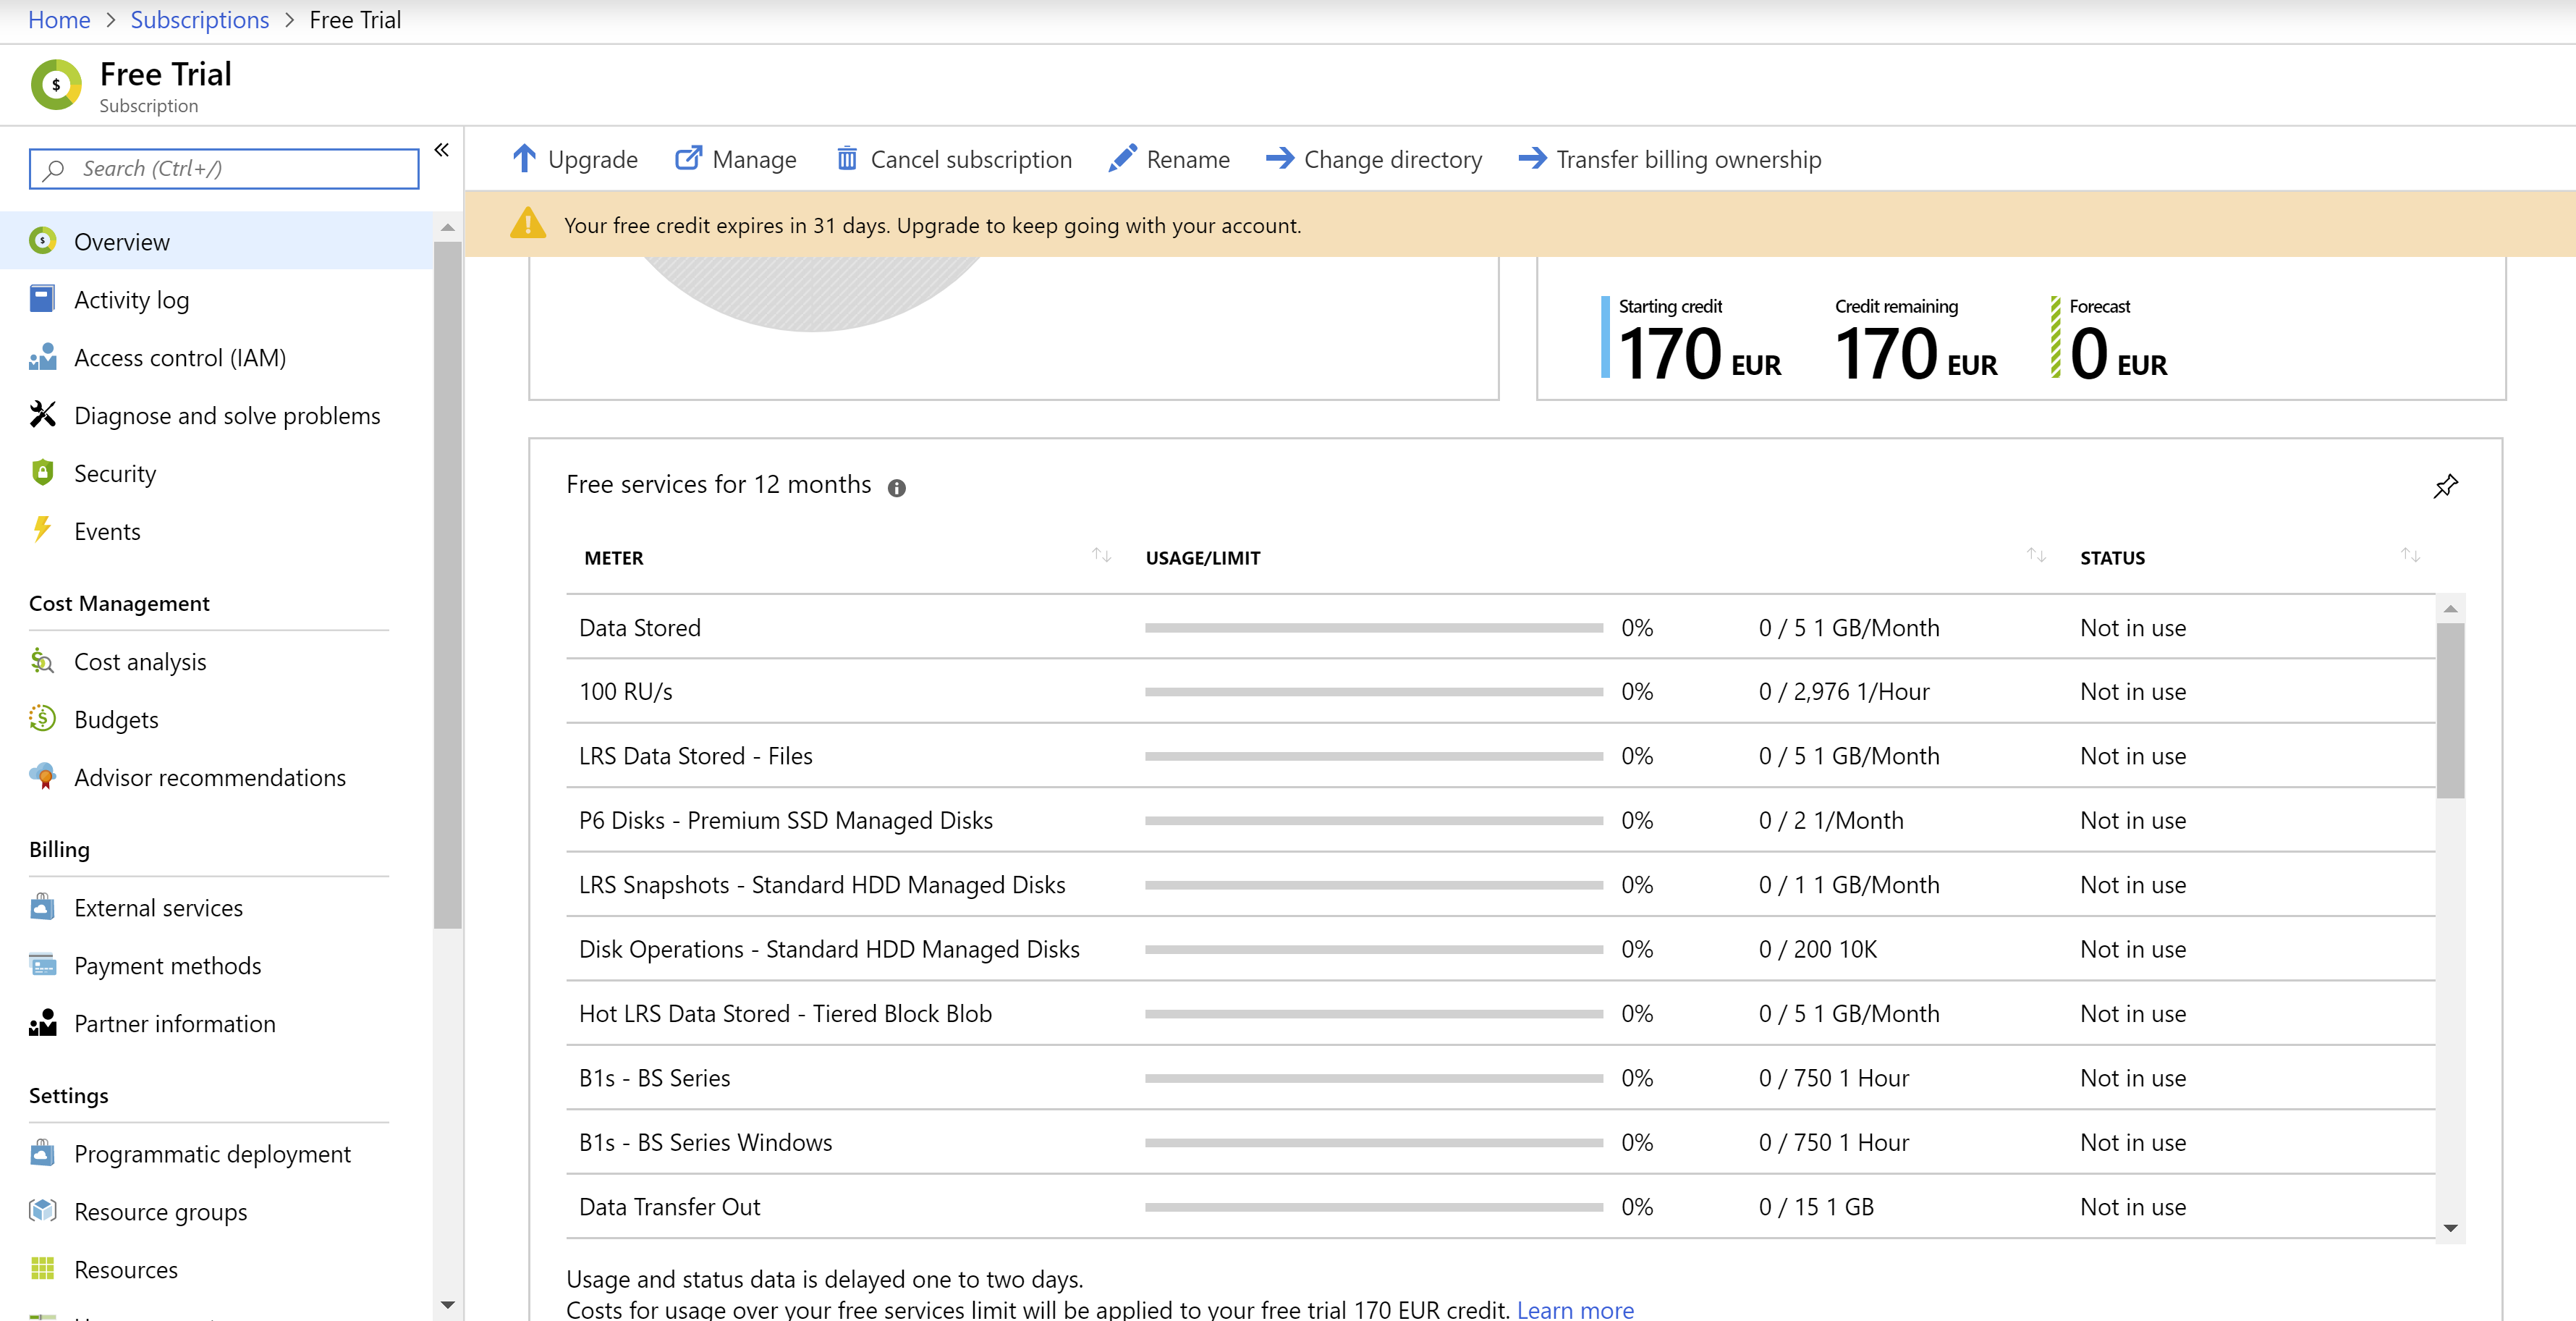 Home > Subscriptions > Free Trial
$
Free Trial
Subscription
Search (Ctrl+/)
«
Overview
Activity log
Access control (IAM)
Diagnose and solve problems
Security
Events
Cost Management
Cost analysis
Budgets
Advisor recommendations
Billing
External services
Payment methods
Partner information
Settings
Programmatic deployment
Resource groups
Resources
Upgrade Manage Cancel subscription Rename Change directory Transfer billing ownership
Your free credit expires in 31 days. Upgrade to keep going with your account.
Starting credit Credit remaining Forecast
170 EUR 170 EUR 0 EUR
Free services for 12 months
METER USAGE/LIMIT STATUS
Data Stored 0% 0 / 5 1 GB/Month Not in use
100 RU/s 0% 0 / 2,976 1/Hour Not in use
LRS Data Stored - Files 0% 0 / 5 1 GB/Month Not in use
P6 Disks - Premium SSD Managed Disks 0% 0 / 2 1/Month Not in use
LRS Snapshots - Standard HDD Managed Disks 0% 0 / 1 1 GB/Month Not in use
Disk Operations - Standard HDD Managed Disks 0% 0 / 200 10K Not in use
Hot LRS Data Stored - Tiered Block Blob 0% 0 / 5 1 GB/Month Not in use
B1s - BS Series 0% 0 / 750 1 Hour Not in use
B1s - BS Series Windows 0% 0 / 750 1 Hour Not in use
Data Transfer Out 0% 0 / 15 1 GB Not in use
Usage and status data is delayed one to two days.
Costs for usage over your free services limit will be applied to your free trial 170 EUR credit. Learn more